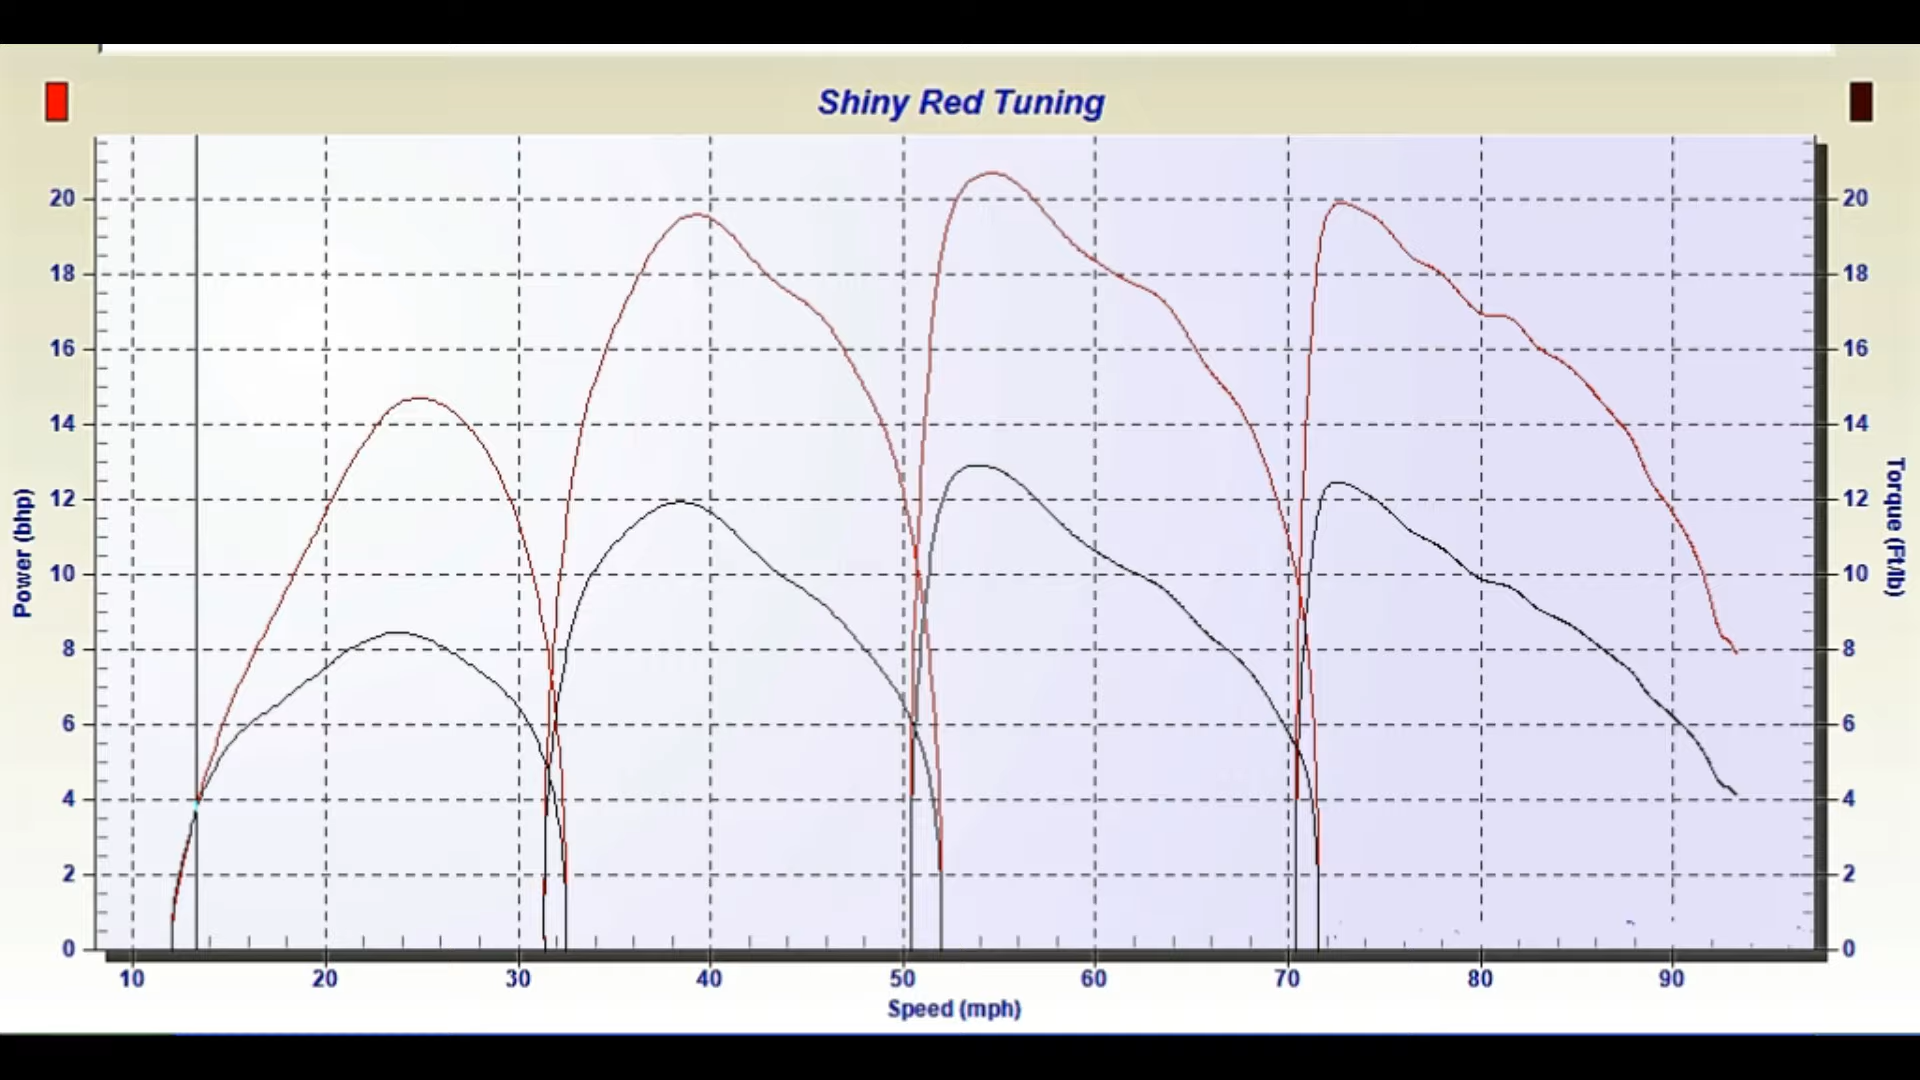 Shiny Red Tuning
20 20
18 18
16 16
14 14
12 12
10 10
8 8
6 6
4 4
2 2
0 0
Power (bhp)
Torque (Ft/lb)
10 20 30 40 50 60 70 80 90
Speed (mph)